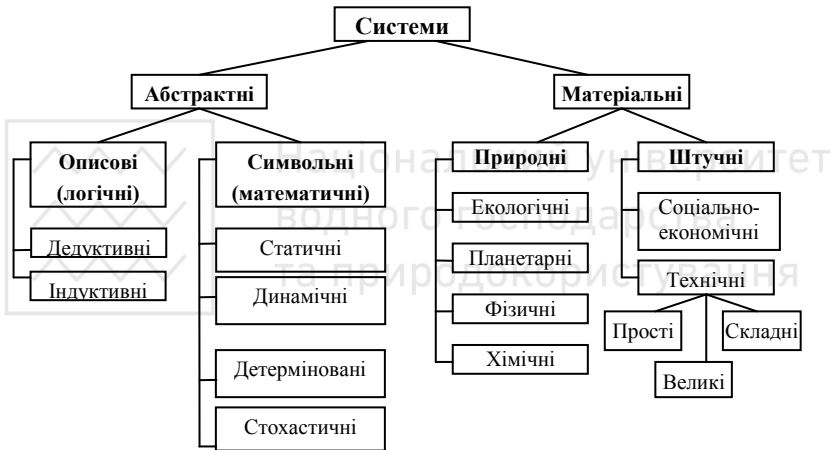 Системи
Абстрактні
Матеріальні
Описові
(логічні)
Дедуктивні
Індуктивні
Символьні
(математичні)
Статичні
Динамічні
Детерміновані
Стохастичні
Природні
Екологічні
Планетарні
Фізичні
Хімічні
Штучні
Соціально-
економічні
Технічні
Прості
Складні
Великі
Національний університет
водного господарства
та природокористування